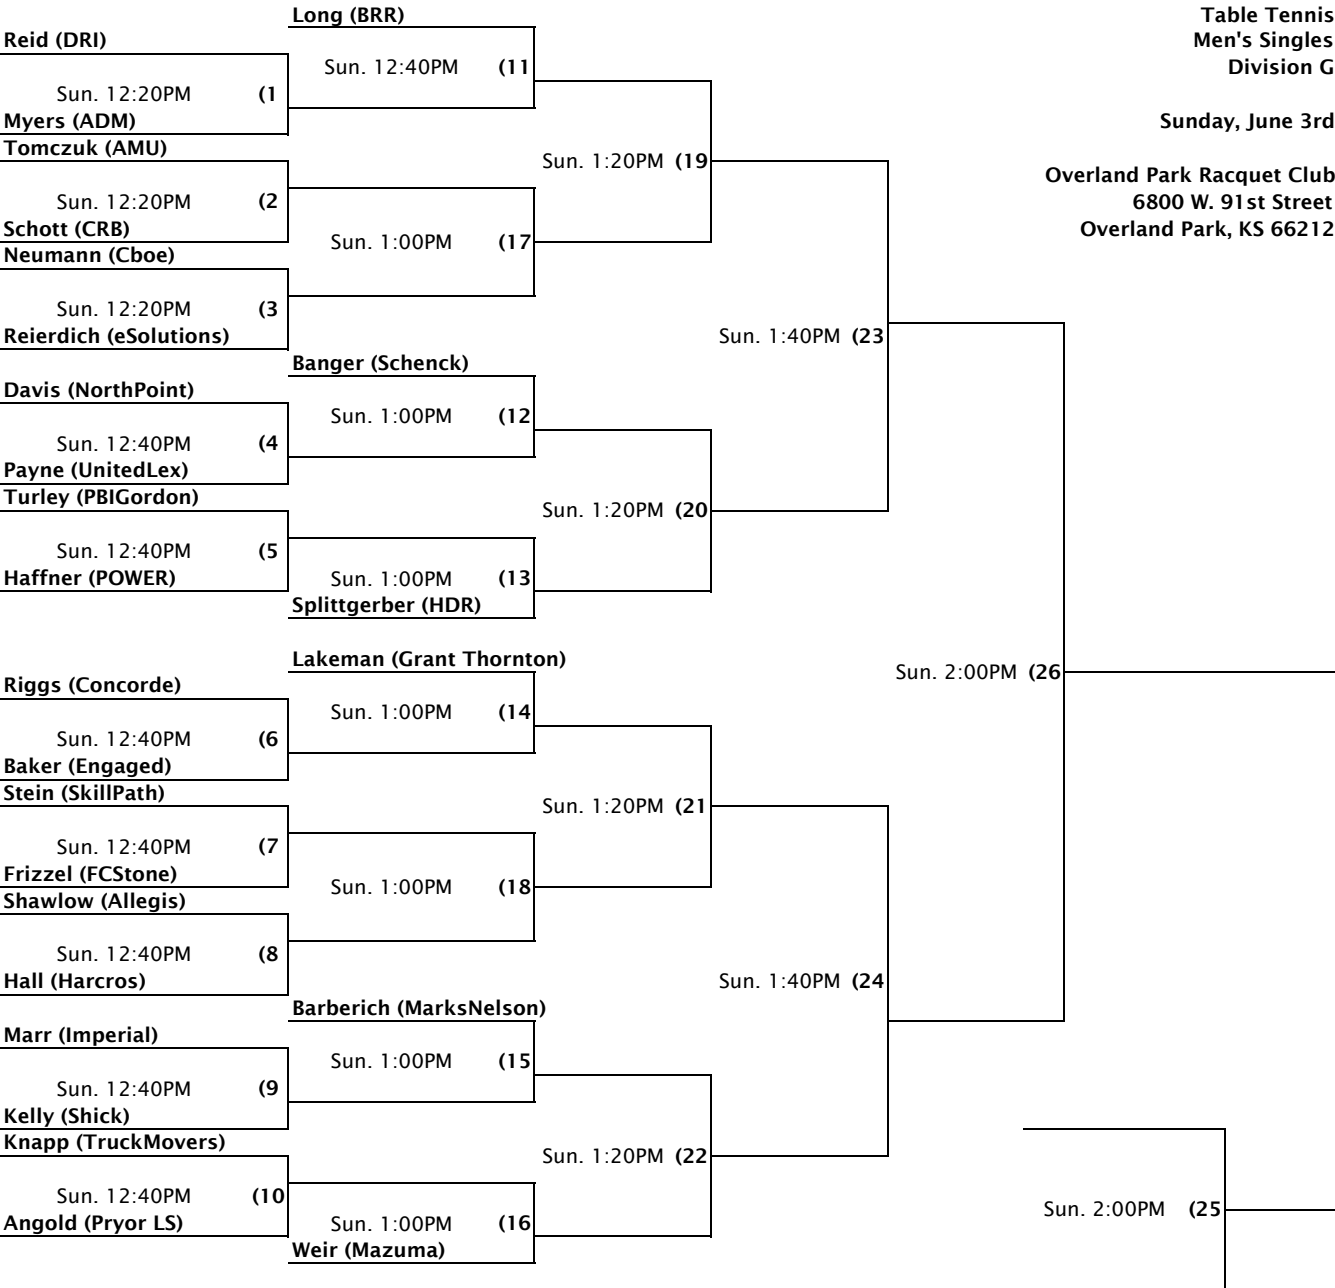 Long (BRR)
Table Tennis
Reid (DRI)
Men's Singles
Sun. 12:40PM (11
Division G
Sun. 12:20PM (1
Myers (ADM)
Sunday, June 3rd
Tomczuk (AMU)
Sun. 1:20PM (19
Overland Park Racquet Club
Sun. 12:20PM (2
6800 W. 91st Street
Schott (CRB)
Overland Park, KS 66212
Sun. 1:00PM (17
Neumann (Cboe)
Sun. 12:20PM (3
Reierdich (eSolutions)
Sun. 1:40PM (23
Banger (Schenck)
Davis (NorthPoint)
Sun. 1:00PM (12
Sun. 12:40PM (4
Payne (UnitedLex)
Turley (PBIGordon)
Sun. 1:20PM (20
Sun. 12:40PM (5
Haffner (POWER)
Sun. 1:00PM (13
Splittgerber (HDR)
Lakeman (Grant Thornton)
Sun. 2:00PM (26
Riggs (Concorde)
Sun. 1:00PM (14
Sun. 12:40PM (6
Baker (Engaged)
Stein (SkillPath)
Sun. 1:20PM (21
Sun. 12:40PM (7
Frizzel (FCStone)
Sun. 1:00PM (18
Shawlow (Allegis)
Sun. 12:40PM (8
Hall (Harcros)
Sun. 1:40PM (24
Barberich (MarksNelson)
Marr (Imperial)
Sun. 1:00PM (15
Sun. 12:40PM (9
Kelly (Shick)
Knapp (TruckMovers)
Sun. 1:20PM (22
Sun. 12:40PM (10
Sun. 2:00PM (25
Angold (Pryor LS)
Sun. 1:00PM (16
Weir (Mazuma)